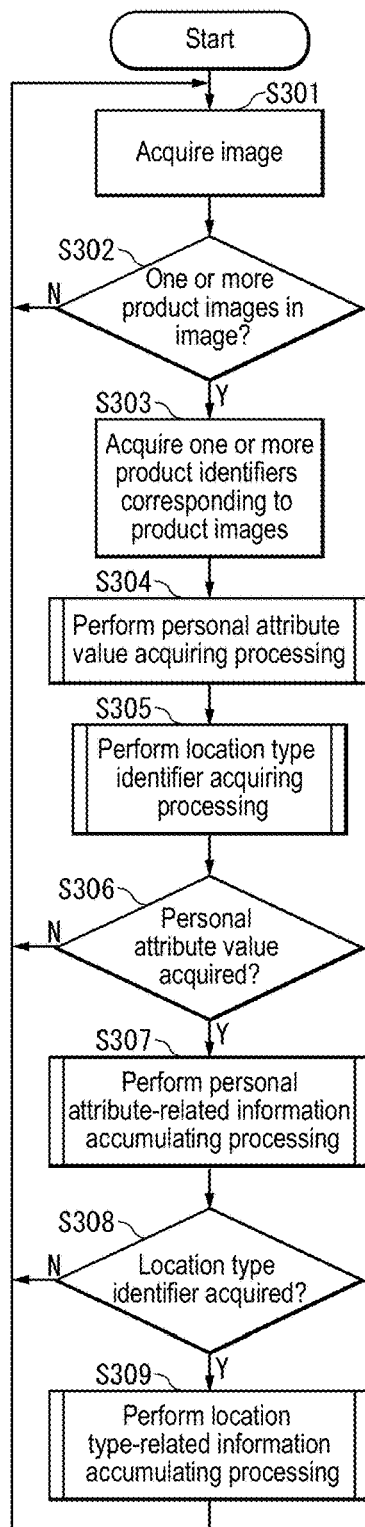 Start
S301
Acquire image
S302
N
One or more
product images in
image?
Y
S303
Acquire one or more
product identifiers
corresponding to
product images
S304
Perform personal attribute
value acquiring processing
S305
Perform location type
identifier acquiring
processing
S306
N
Personal
attribute value
acquired?
Y
S307
Perform personal
attribute-related information
accumulating processing
S308
N
Location type
identifier acquired?
Y
S309
Perform location
type-related information
accumulating processing